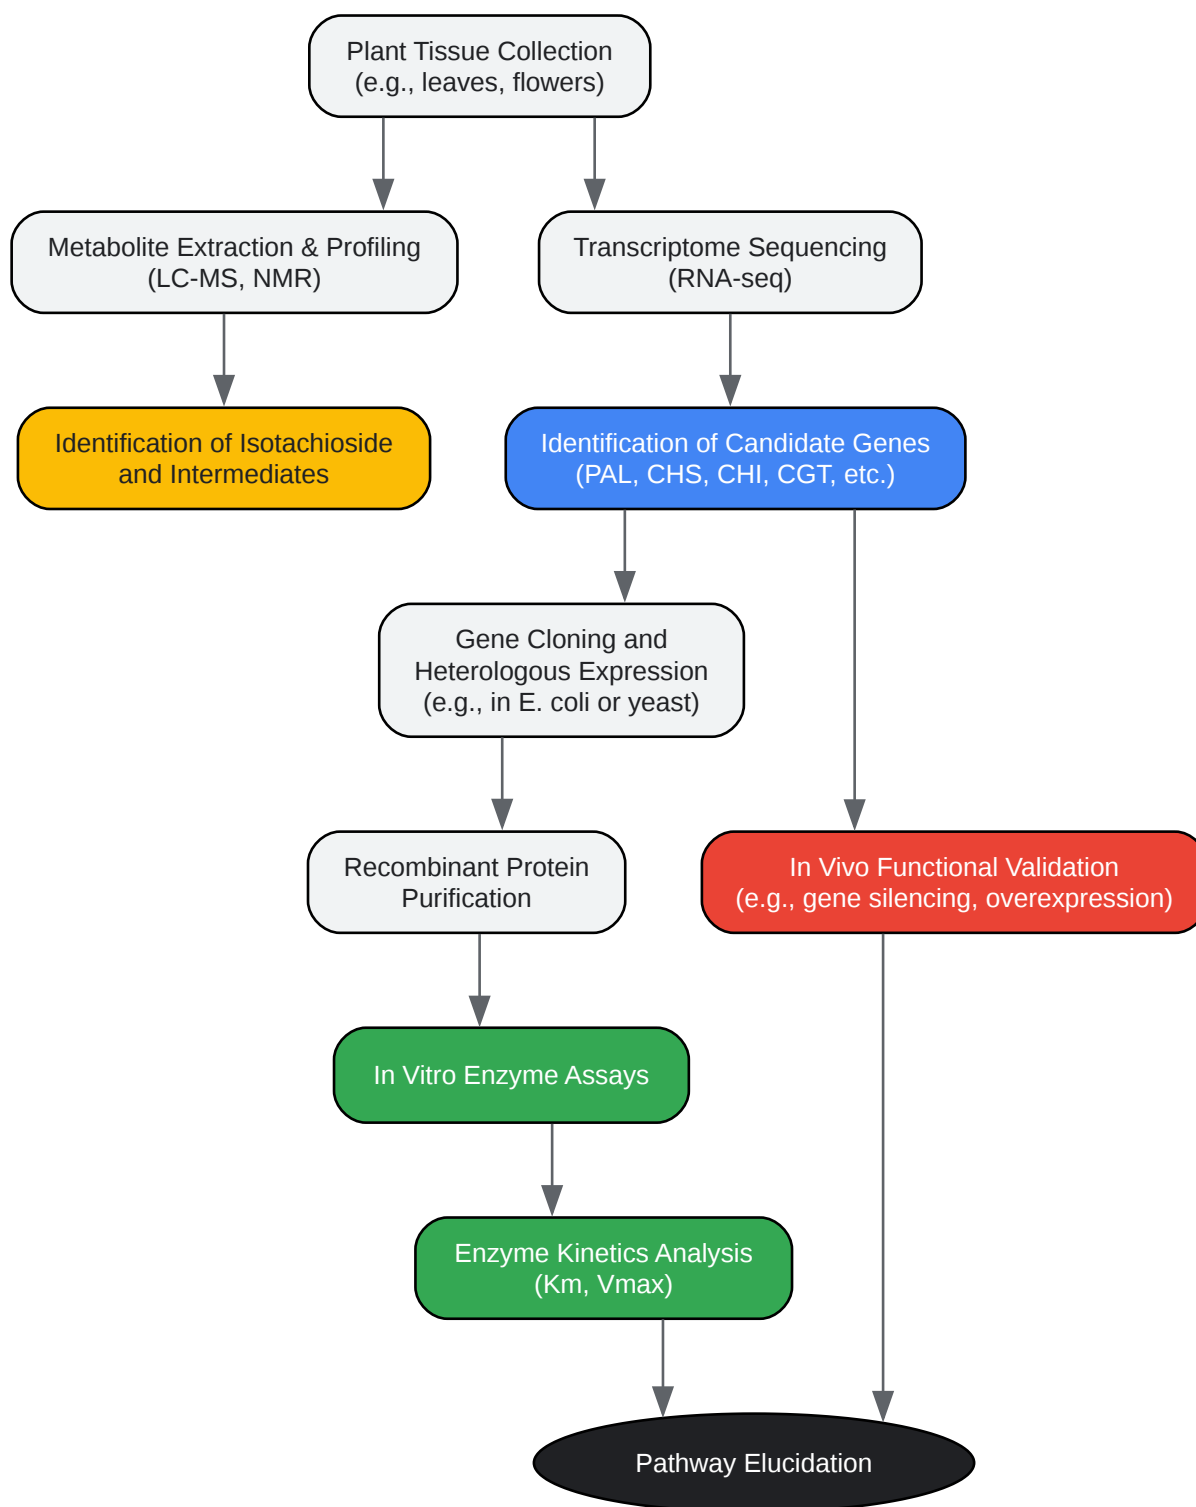 Plant Tissue Collection
(e.g., leaves, flowers)
Metabolite Extraction & Profiling
(LC-MS, NMR)
Transcriptome Sequencing
(RNA-seq)
Identification of Isotachioside
and Intermediates
Identification of Candidate Genes
(PAL, CHS, CHI, CGT, etc.)
Gene Cloning and
Heterologous Expression
(e.g., in E. coli or yeast)
Recombinant Protein
Purification
In Vivo Functional Validation
(e.g., gene silencing, overexpression)
In Vitro Enzyme Assays
Enzyme Kinetics Analysis
(Km, Vmax)
Pathway Elucidation